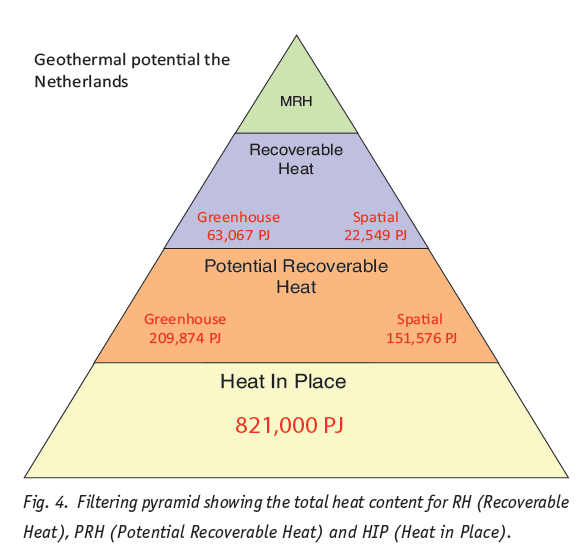 Geothermal potential the
Netherlands
MRH
Recoverable
Heat
Greenhouse
63,067 PJ
Spatial
22,549 PJ
Potential Recoverable
Heat
Greenhouse
209,874 PJ
Spatial
151,576 PJ
Heat In Place
821,000 PJ
Fig. 4. Filtering pyramid showing the total heat content for RH (Recoverable
Heat), PRH (Potential Recoverable Heat) and HIP (Heat in Place).